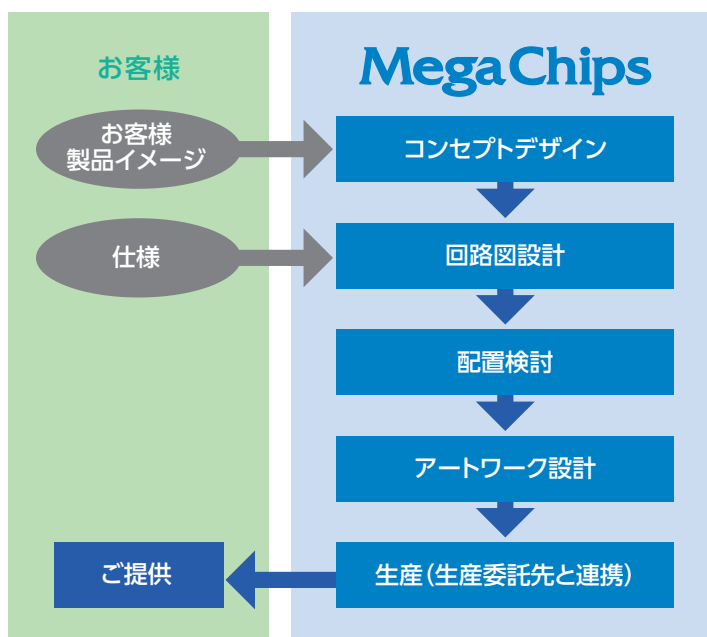 お客様
MegaChips
お客様
製品イメージ
コンセプトデザイン
仕様
回路図設計
配置検討
アートワーク設計
ご提供
生産(生産委託先と連携)